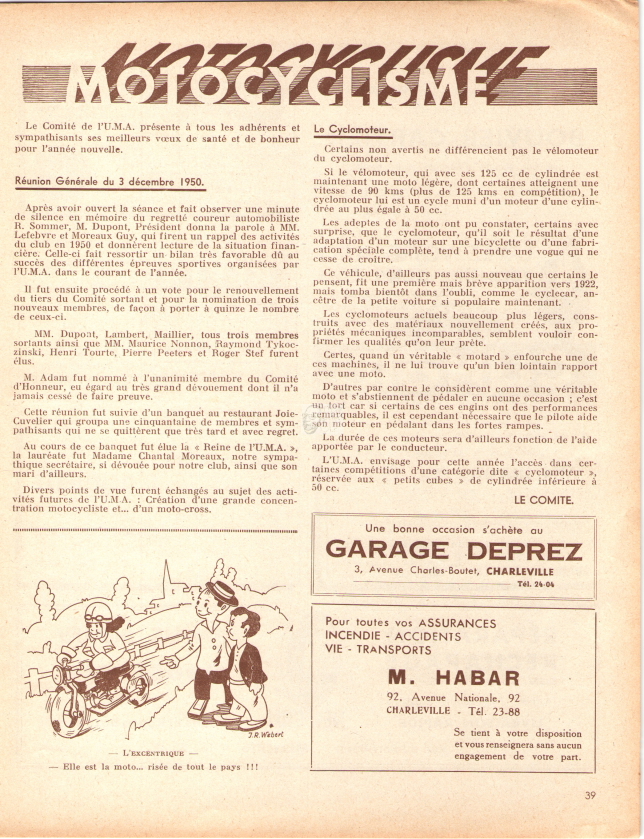 MOTOCYCLISME
MOTOCYCLISME
Le Comité de l'U.M.A. présente à tous les adhérents et
sympathisants ses meilleurs vœux de santé et de bonheur
pour l'année nouvelle.
Réunion Générale du 3 décembre 1950.
Après avoir ouvert la séance et fait observer une minute
de silence en mémoire du regretté coureur automobiliste
R. Sommer, M. Dupont, Président donna la parole à MM.
Lefebvre et Moreaux Guy, qui firent un rappel des activités
du club en 1950 et donnèrent lecture de la situation finan-
cière. Celle-ci fait ressortir un bilan très favorable dû au
succès des différentes épreuves sportives organisées par
l'U.M.A. dans le courant de l'année.
Il fut ensuite procédé à un vote pour le renouvellement
du tiers du Comité sortant et pour la nomination de trois
nouveaux membres, de façon à porter à quinze le nombre
de ceux-ci.
MM. Dupont, Lambert, Maillier, tous trois membres
sortants ainsi que MM. Maurice Nonnon, Raymond Tykoc-
zinski, Henri Tourte, Pierre Peeters et Roger Stef furent
élus.
M. Adam fut nommé à l'unanimité membre du Comité
d'Honneur, eu égard au très grand dévouement dont il n'a
jamais cessé de faire preuve.
Cette réunion fut suivie d'un banquet au restaurant Joie-
Cuvelier qui groupa une cinquantaine de membres et sym-
pathisants qui ne se quittèrent que très tard et avec regret.
Au cours de ce banquet fut élue la « Reine de l'U.M.A. »,
la lauréate fut Madame Chantal Moreaux, notre sympa-
thique secrétaire, si dévouée pour notre club, ainsi que son
mari d'ailleurs.
Divers points de vue furent échangés au sujet des acti-
vités futures de l'U.M.A. : Création d'une grande concen-
tration motocycliste et... d'un moto-cross.
J.R. Webert
— L'EXCENTRIQUE —
— Elle est la moto... risée de tout le pays !!!
Le Cyclomoteur.
Certains non avertis ne différencient pas le vélomoteur
du cyclomoteur.
Si le vélomoteur, qui avec ses 125 cc de cylindrée est
maintenant une moto légère, dont certaines atteignent une
vitesse de 90 kms (plus de 125 kms en compétition), le
cyclomoteur lui est un cycle muni d'un moteur d'une cylin-
drée au plus égale à 50 cc.
Les adeptes de la moto ont pu constater, certains avec
surprise, que le cyclomoteur, qu'il soit le résultat d'une
adaptation d'un moteur sur une bicyclette ou d'une fabri-
cation spéciale complète, tend à prendre une vogue qui ne
cesse de croître.
Ce véhicule, d'ailleurs pas aussi nouveau que certains le
pensent, fit une première mais brève apparition vers 1922,
mais tomba bientôt dans l'oubli, comme le cyclecar, an-
cêtre de la petite voiture si populaire maintenant.
Les cyclomoteurs actuels beaucoup plus légers, cons-
truits avec des matériaux nouvellement créés, aux pro-
priétés mécaniques incomparables, semblent vouloir con-
firmer les qualités qu'on leur prête.
Certes, quand un véritable « motard » enfourche une de
ces machines, il ne lui trouve qu'un bien lointain rapport
avec une moto.
D'autres par contre le considèrent comme une véritable
moto et s'abstiennent de pédaler en aucune occasion ; c'est
un tort car si certains de ces engins ont des performances
remarquables, il est cependant nécessaire que le pilote aide
son moteur en pédalant dans les fortes rampes.
La durée de ces moteurs sera d'ailleurs fonction de l'aide
apportée par le conducteur.
L'U.M.A. envisage pour cette année l'accès dans cer-
taines compétitions d'une catégorie dite « cyclomoteur »,
réservée aux « petits cubes » de cylindrée inférieure à
50 cc.
LE COMITE.
Une bonne occasion s'achète au
GARAGE DEPREZ
3, Avenue Charles-Boutet, CHARLEVILLE
Tél. 24-04
Pour toutes vos ASSURANCES
INCENDIE - ACCIDENTS
VIE - TRANSPORTS
M. HABAR
92, Avenue Nationale, 92
CHARLEVILLE - Tél. 23-88
Se tient à votre disposition
et vous renseignera sans aucun
engagement de votre part.
39